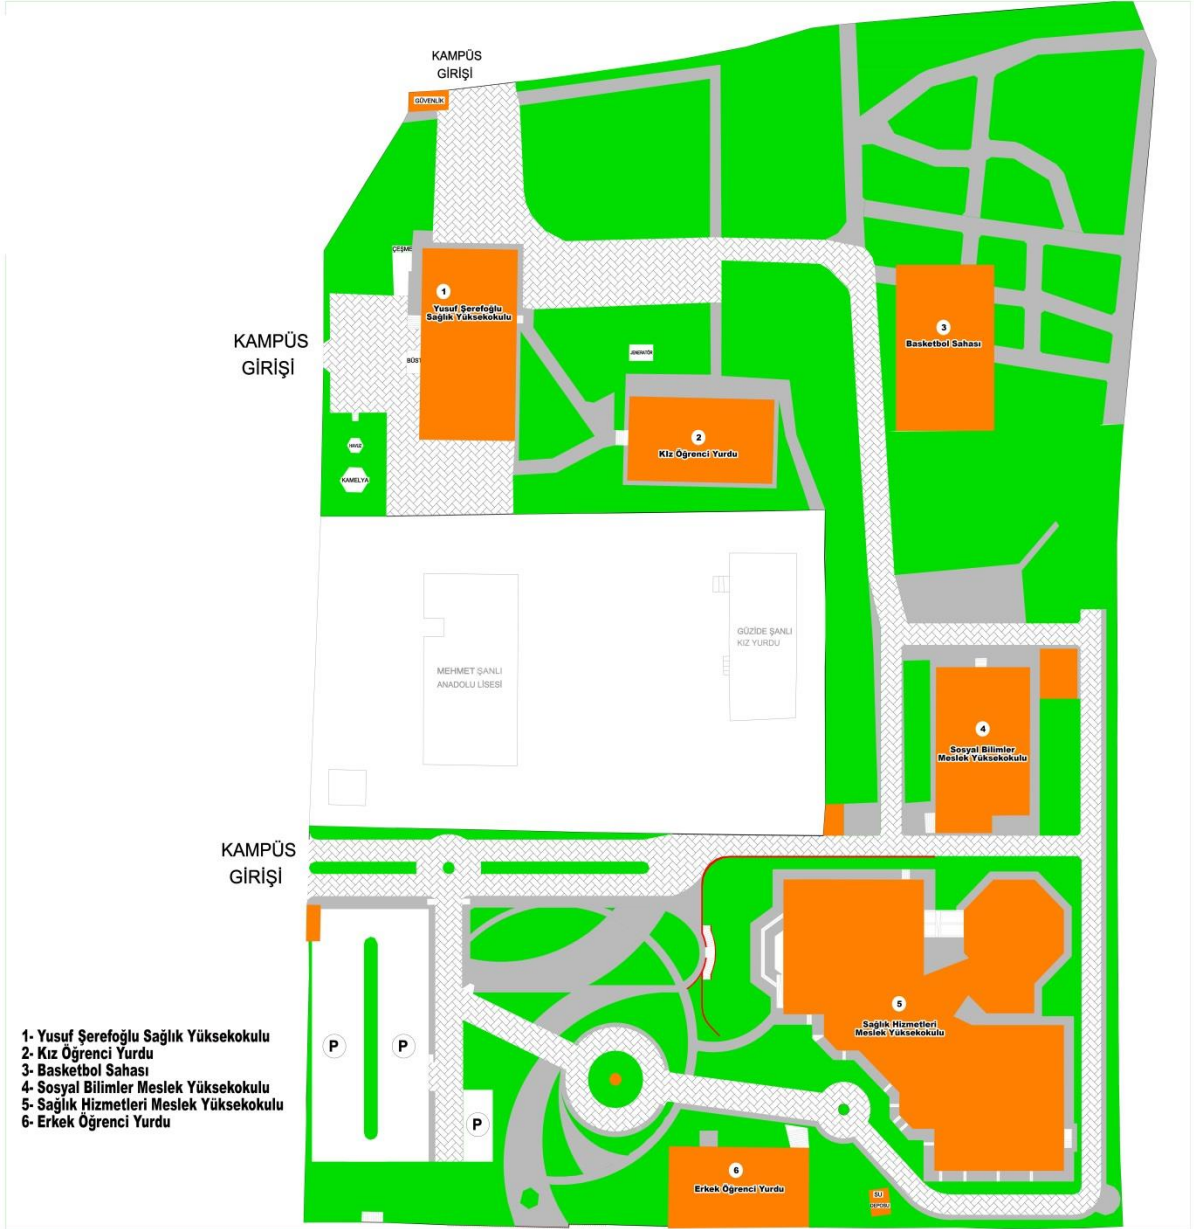 KAMPÜS
GİRİŞİ
GÜVENLİK
ÇEŞME
1
Yusuf Şerefoğlu
Sağlık Yüksekokulu
KAMPÜS
GİRİŞİ
BÜST
JENERATÖR
3
Basketbol Sahası
2
KIz Öğrenci Yurdu
HAVUZ
KAMELYA
MEHMET ŞANLI
ANADOLU LİSESİ
GÜZİDE ŞANLI
KIZ YURDU
4
Sosyal Bilimler
Meslek Yüksekokulu
KAMPÜS
GİRİŞİ
5
Sağlık Hizmetleri
Meslek Yüksekokulu
P
P
P
1- Yusuf Şerefoğlu Sağlık Yüksekokulu
2- Kız Öğrenci Yurdu
3- Basketbol Sahası
4- Sosyal Bilimler Meslek Yüksekokulu
5- Sağlık Hizmetleri Meslek Yüksekokulu
6- Erkek Öğrenci Yurdu
6
Erkek Öğrenci Yurdu
SU
DEPOSU